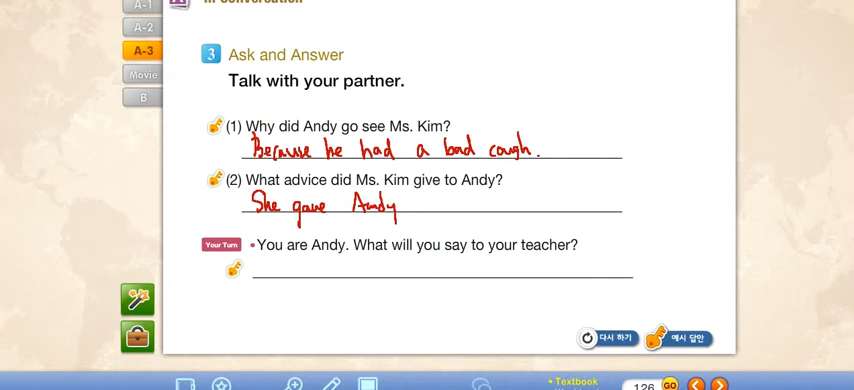 A-1
In Conversation
A-2
A-3
Movie
B
3 Ask and Answer
Talk with your partner.
(1) Why did Andy go see Ms. Kim?
Because he had a bad cough.
(2) What advice did Ms. Kim give to Andy?
She gave Andy
Your Turn • You are Andy. What will you say to your teacher?
다시 하기
예시 답안
• Textbook
126 GO